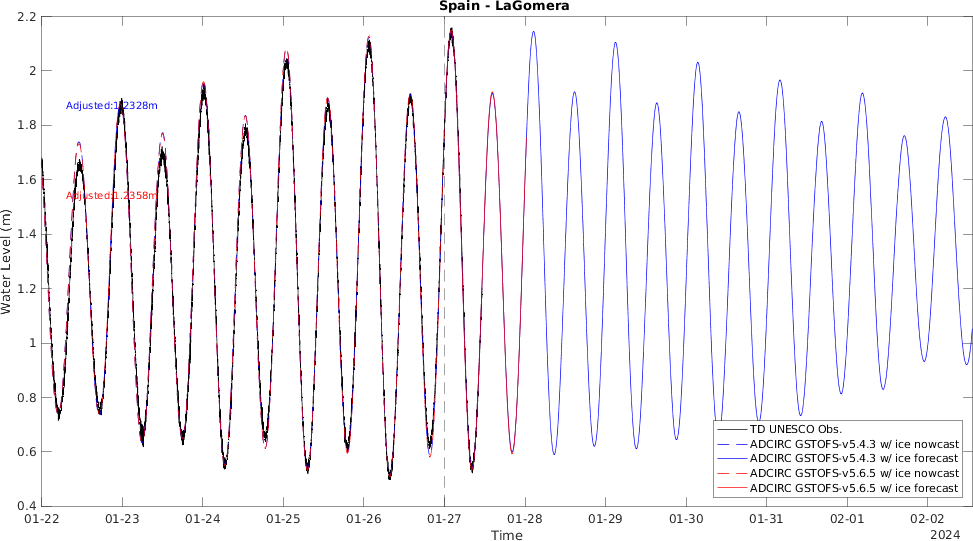 Spain - LaGomera
2.2
2
1.8
1.6
1.4
1.2
1
0.8
0.6
0.4
Water Level (m)
Adjusted:1.2328m
Adjusted:1.2358m
TD UNESCO Obs.
ADCIRC GSTOFS-v5.4.3 w/ ice nowcast
ADCIRC GSTOFS-v5.4.3 w/ ice forecast
ADCIRC GSTOFS-v5.6.5 w/ ice nowcast
ADCIRC GSTOFS-v5.6.5 w/ ice forecast
01-22 01-23 01-24 01-25 01-26 01-27 01-28 01-29 01-30 01-31 02-01 02-02
Time
2024